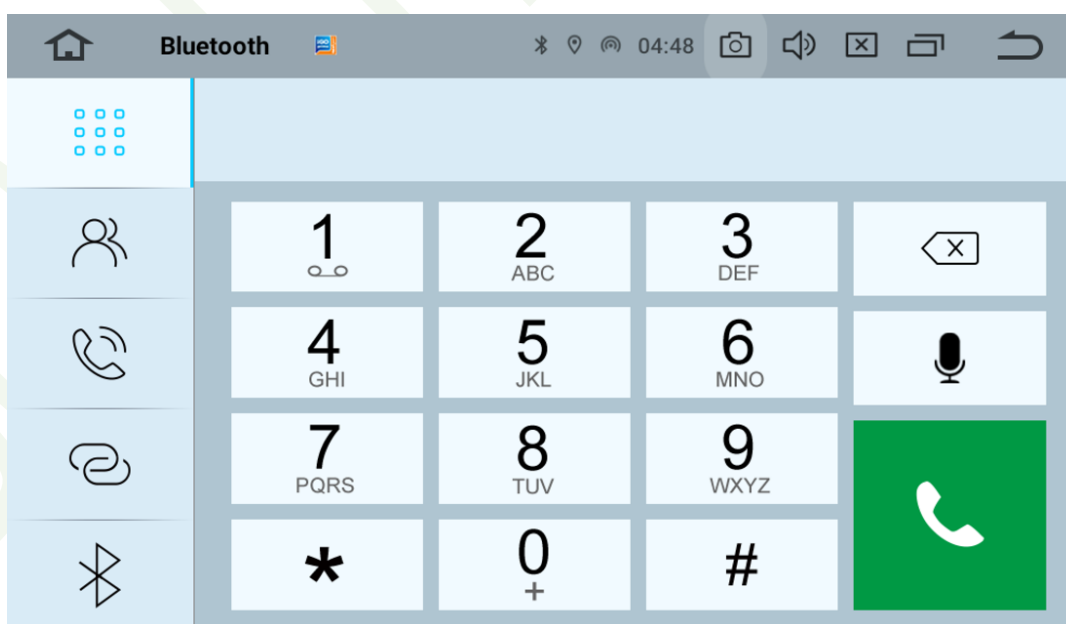 Bluetooth 04:48
1 2 3
ABC DEF
4 5 6
GHI JKL MNO
7 8 9
PQRS TUV WXYZ
* 0 #
+